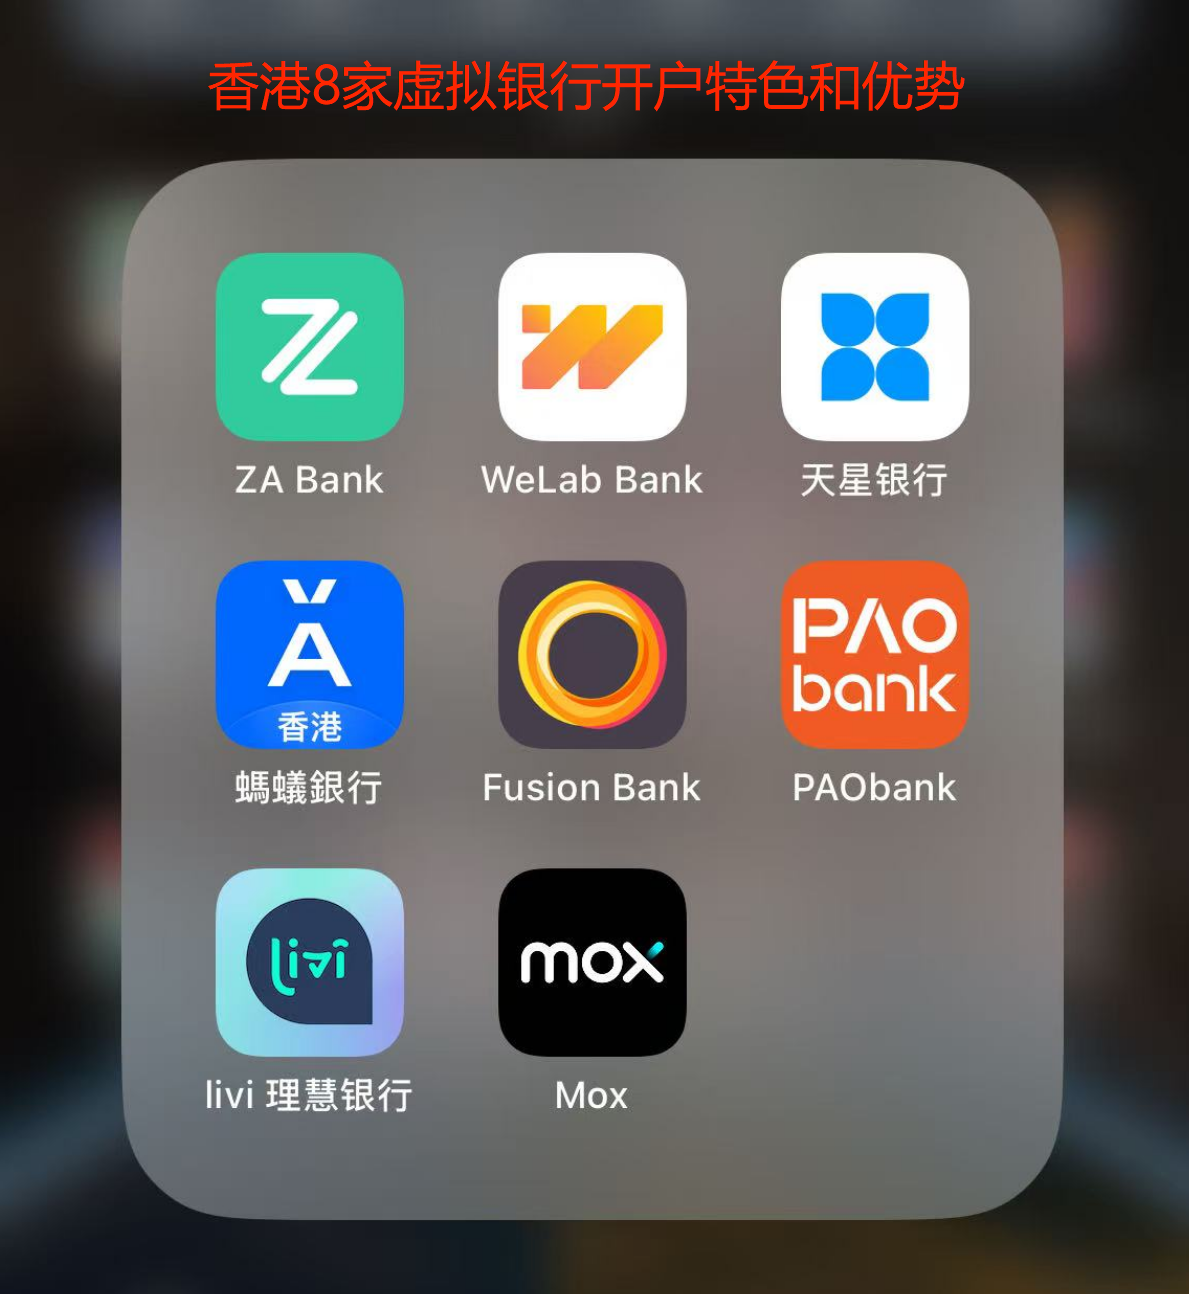 香港8家虚拟银行开户特色和优势
ZA Bank
WeLab Bank
天星银行
香港
螞蟻銀行
Fusion Bank
PAO
bank
PAObank
livi
livi 理慧银行
mox
Mox